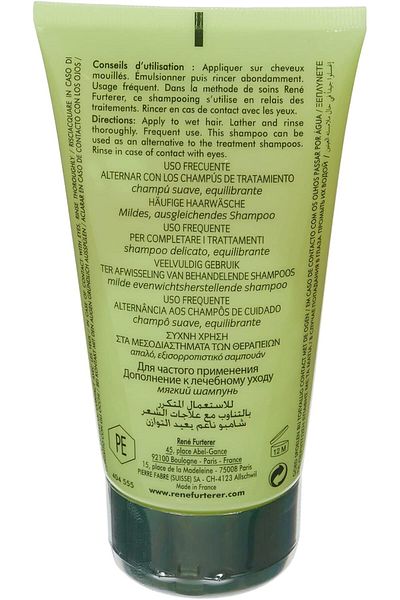 Conseils d'utilisation : Appliquer sur cheveux
mouillés. Émulsionner puis rincer abondamment.
Usage fréquent. Dans la méthode de soins René
Furterer, ce shampooing s'utilise en relais des
traitements. Rincer en cas de contact avec les yeux.
Directions: Apply to wet hair. Lather and rinse
thoroughly. Frequent use. This shampoo can be used
as an alternative to the treatment shampoos.
Rinse in case of contact with eyes.
USO FRECUENTE
ALTERNAR CON LOS CHAMPÚS DE TRATAMIENTO
champú suave, equilibrante
HÄUFIGE HAARWÄSCHE
Mildes, ausgleichendes Shampoo
USO FREQUENTE
PER COMPLETARE I TRATTAMENTI
shampoo delicato, equilibrante
VEELVULDIG GEBRUIK
TER AFWISSELING VAN BEHANDELENDE SHAMPOOS
milde evenwichtsherstellende shampoo
USO FREQUENTE
ALTERNÂNCIA AOS CHAMPÔS DE CUIDADO
champô suave, equilibrante
ΣΥΧΝΗ ΧΡΗΣΗ
ΣΤΑ ΜΕΣΟΔΙΑΣΤΗΜΑΤΑ ΤΩΝ ΘΕΡΑΠΕΙΩΝ
απαλό, εξισορροπιστικό σαμπουάν
Для частого применения
Дополнение к лечебному уходу
мягкий шампунь
للاستعمال المتكرر
بالتناوب مع علاجات الشعر
شامبو ناعم يعيد التوازن
PE
12 M
René Furterer
45, place Abel-Gance
92100 Boulogne - Paris - France
15, place de la Madeleine - 75008 Paris
PIERRE FABRE (SUISSE) SA - CH-4123 Allschwil
Made in France
www.renefurterer.com
404 555